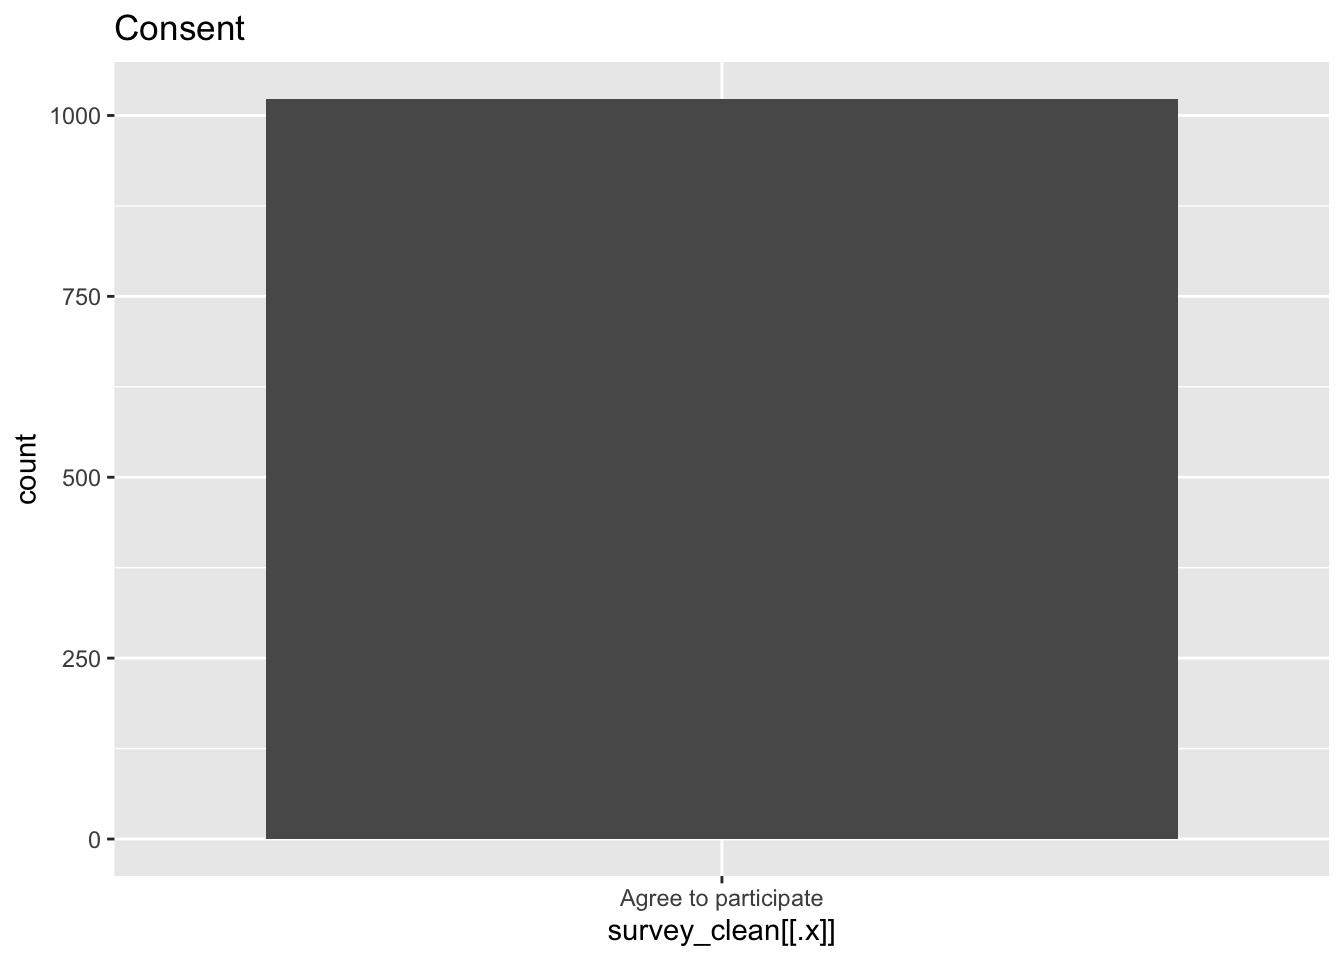 Consent
1000
750
500
250
0
count
Agree to participate
survey_clean[[.x]]